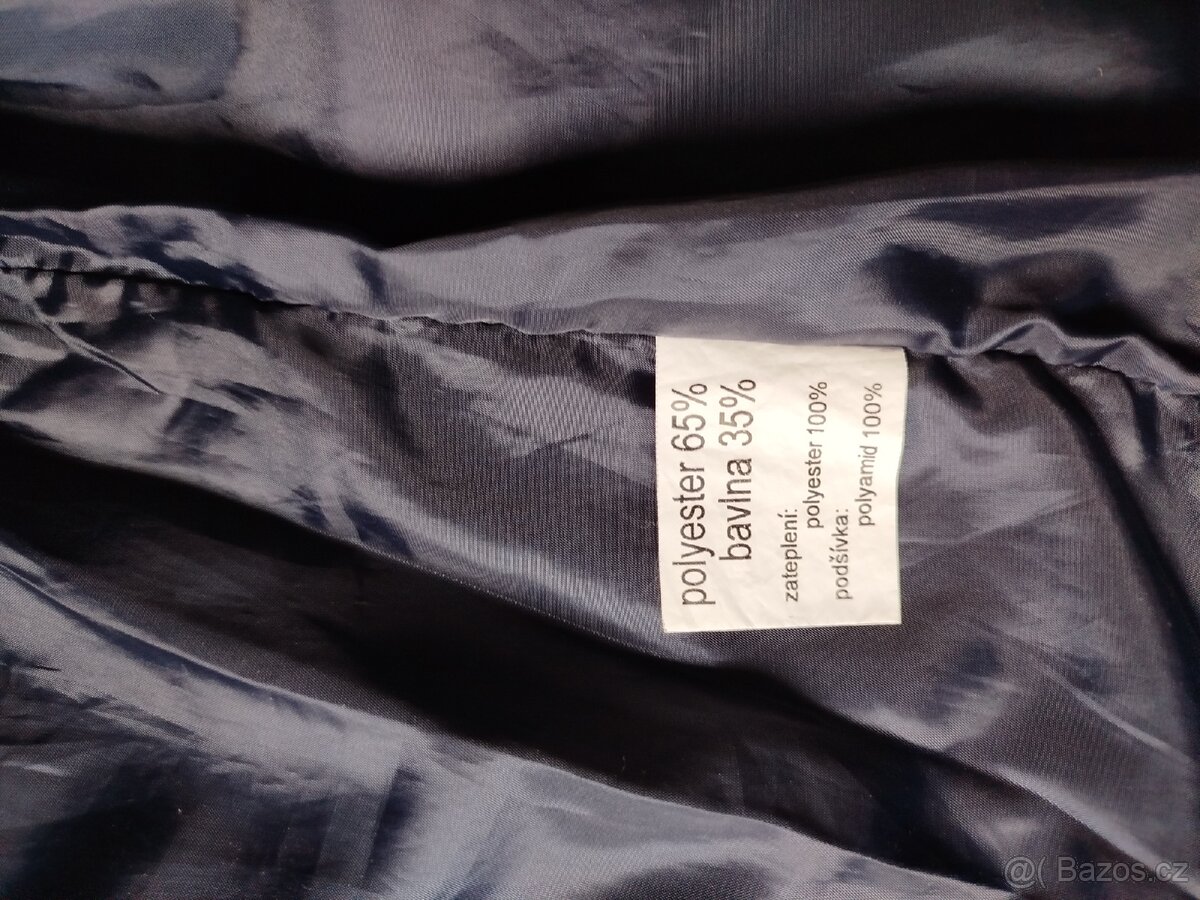 polyester 65%
bavlna 35%
zateplení:
polyester 100%
podšívka:
polyamid 100%
@( Bazos.cz